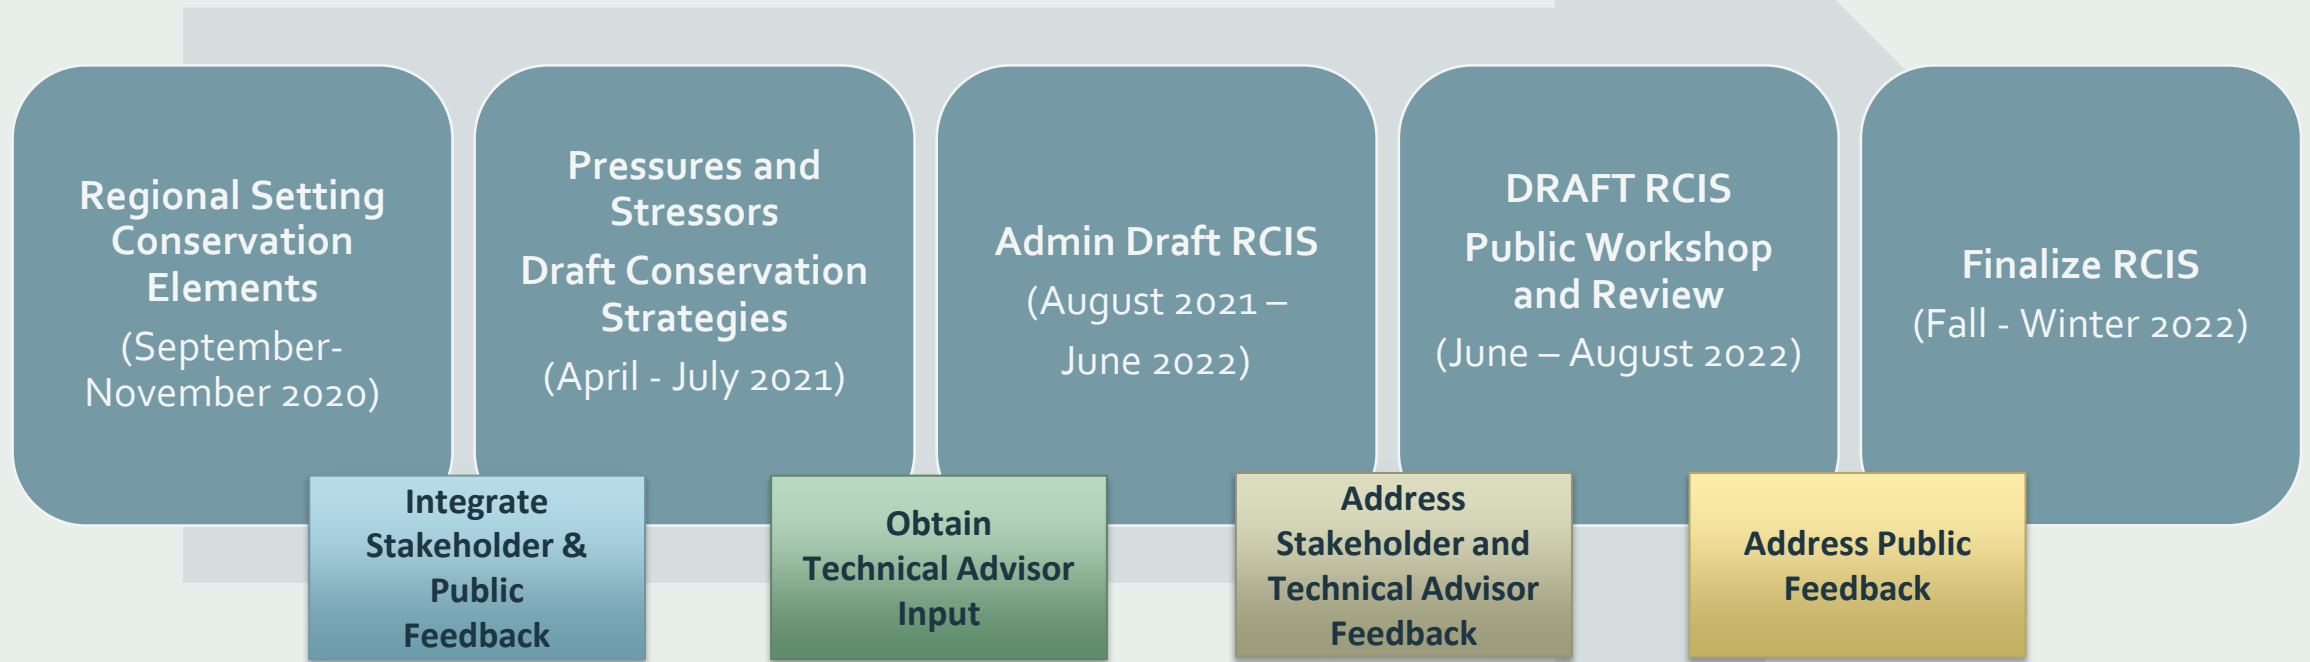 Regional Setting
Conservation
Elements
(September-
November 2020)
Pressures and
Stressors
Draft Conservation
Strategies
(April - July 2021)
Admin Draft RCIS
(August 2021 –
June 2022)
DRAFT RCIS
Public Workshop
and Review
(June – August 2022)
Finalize RCIS
(Fall - Winter 2022)
Integrate
Stakeholder &
Public
Feedback
Obtain
Technical Advisor
Input
Address
Stakeholder and
Technical Advisor
Feedback
Address Public
Feedback